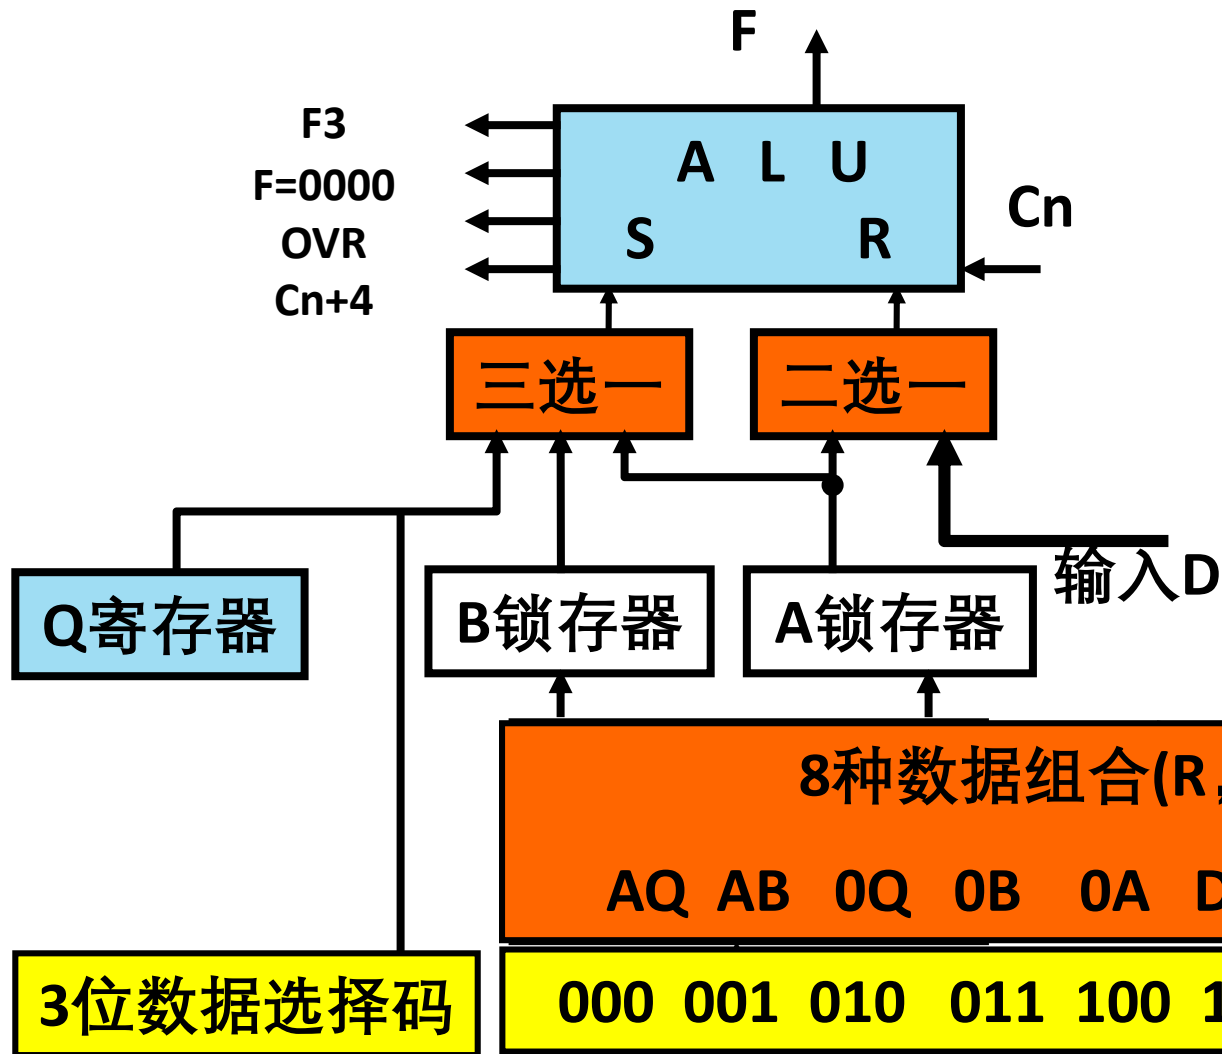 F
F3
F=0000
OVR
Cn+4
A L U
S R
Cn
三选一 二选一
输入D
Q寄存器 B锁存器 A锁存器
8种数据组合(R,
AQ AB 0Q 0B 0A D
3位数据选择码 000 001 010 011 100 1